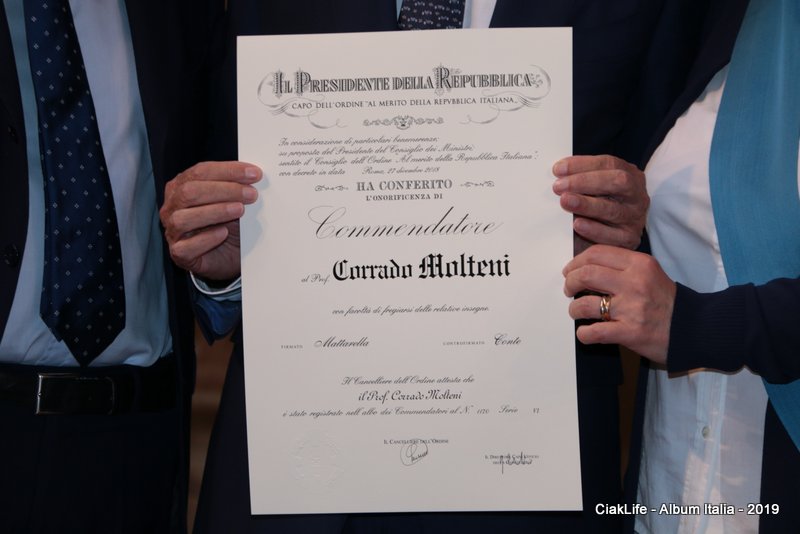 IL PRESIDENTE DELLA REPUBBLICA
CAPO DELL'ORDINE "AL MERITO DELLA REPVBBLICA ITALIANA"
In considerazione di particolari benemerenze;
su proposta del Presidente del Consiglio dei Ministri
sentito il Consiglio dell'Ordine "Al merito della Repubblica Italiana";
con decreto in data Roma, 27 dicembre 2018
HA CONFERITO
L'ONORIFICENZA DI
Commendatore
al Prof. Corrado Molteni
con facoltà di fregiarsi delle relative insegne.
FIRMATO Mattarella CONTROFIRMATO Conte
Il Cancelliere dell'Ordine attesta che
il Prof. Corrado Molteni
è stato registrato nell'albo dei Commendatori al N. 1170 Serie VI
IL CANCELLIERE DELL'ORDINE
CiakLife - Album Italia - 2019